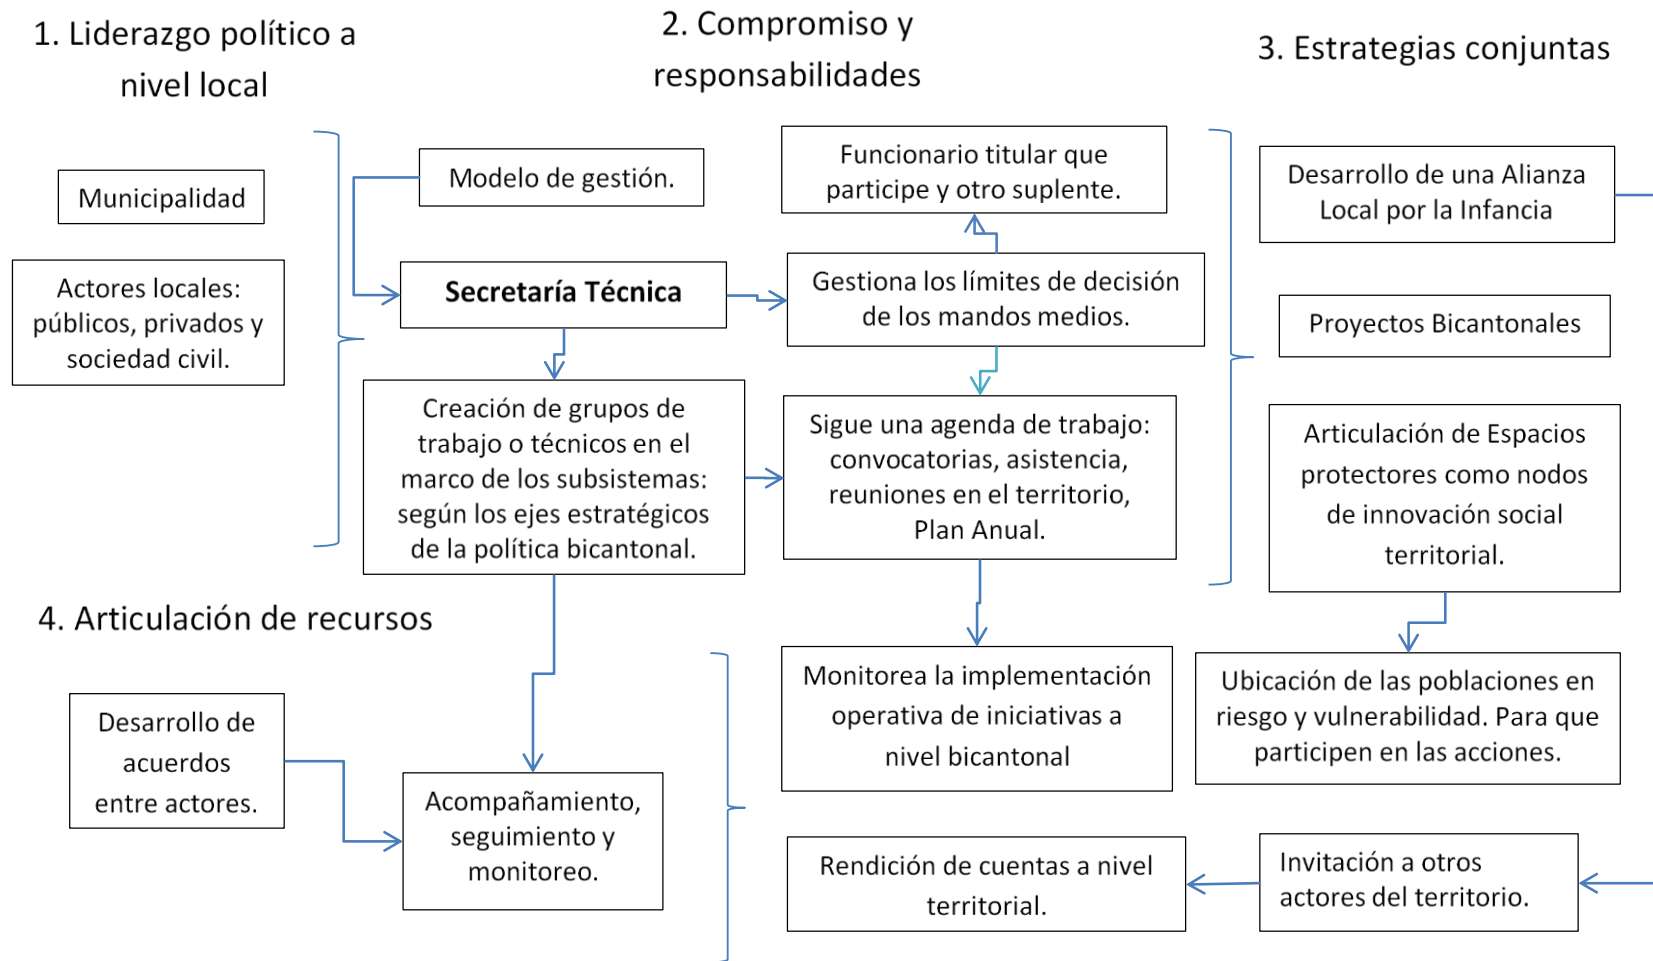 1. Liderazgo político a
nivel local
2. Compromiso y
responsabilidades
3. Estrategias conjuntas
Municipalidad
Actores locales:
públicos, privados y
sociedad civil.
Modelo de gestión.
Secretaría Técnica
Creación de grupos de
trabajo o técnicos en el
marco de los subsistemas:
según los ejes estratégicos
de la política bicantonal.
Funcionario titular que
participe y otro suplente.
Gestiona los límites de decisión
de los mandos medios.
Sigue una agenda de trabajo:
convocatorias, asistencia,
reuniones en el territorio,
Plan Anual.
Desarrollo de una Alianza
Local por la Infancia
Proyectos Bicantonales
Articulación de Espacios
protectores como nodos
de innovación social
territorial.
4. Articulación de recursos
Desarrollo de
acuerdos
entre actores.
Acompañamiento,
seguimiento y
monitoreo.
Monitorea la implementación
operativa de iniciativas a
nivel bicantonal
Ubicación de las poblaciones en
riesgo y vulnerabilidad. Para que
participen en las acciones.
Rendición de cuentas a nivel
territorial.
Invitación a otros
actores del territorio.